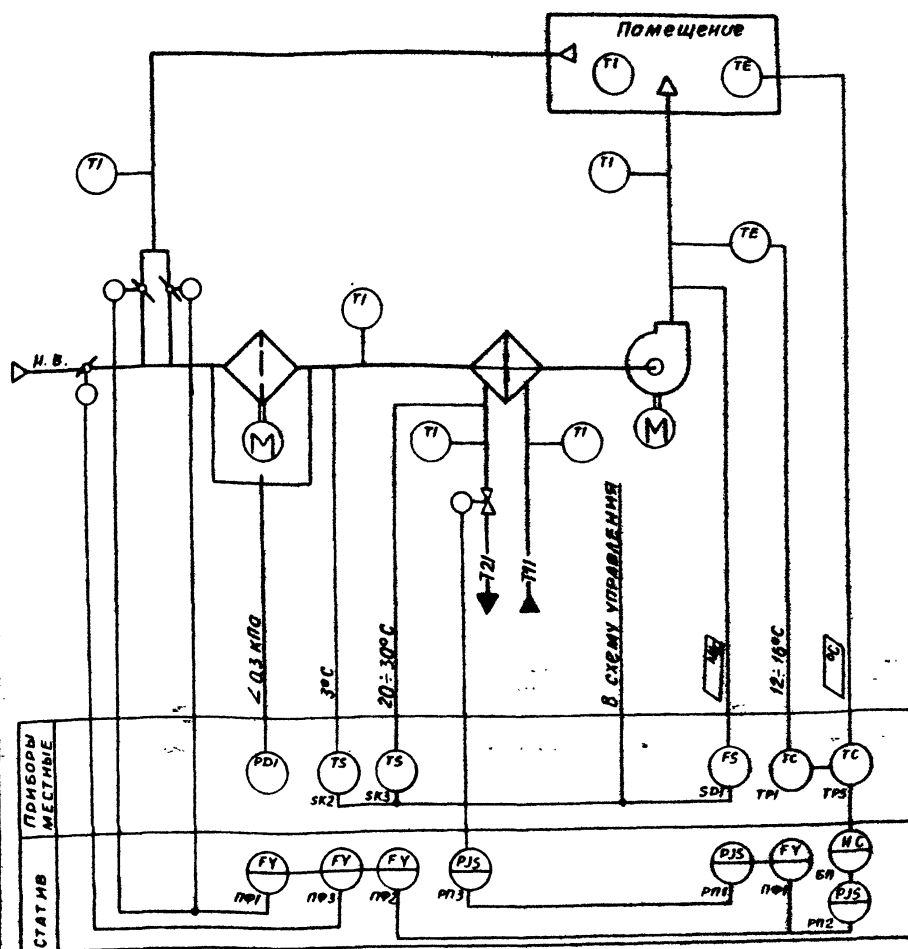 Помещение
TI
TE
TI
TI
TE
TI
Н. В.
M
TI
TI
M
T21
T11
<0.3 кПа
3°C
20÷30°C
В СХЕМУ УПРАВЛЕНИЯ
12÷16°C
°C
ПРИБОРЫ МЕСТНЫЕ
PDI
TS
TS
FS
TC
TC
SK2
SK3
SD1
TP1
TP3
СТАТИВ
FY
FY
FY
PJS
PJS
FY
HC
ПФ1
ПФ3
ПФ2
РП3
РП1
ПФ4
БП
PJS
РП2